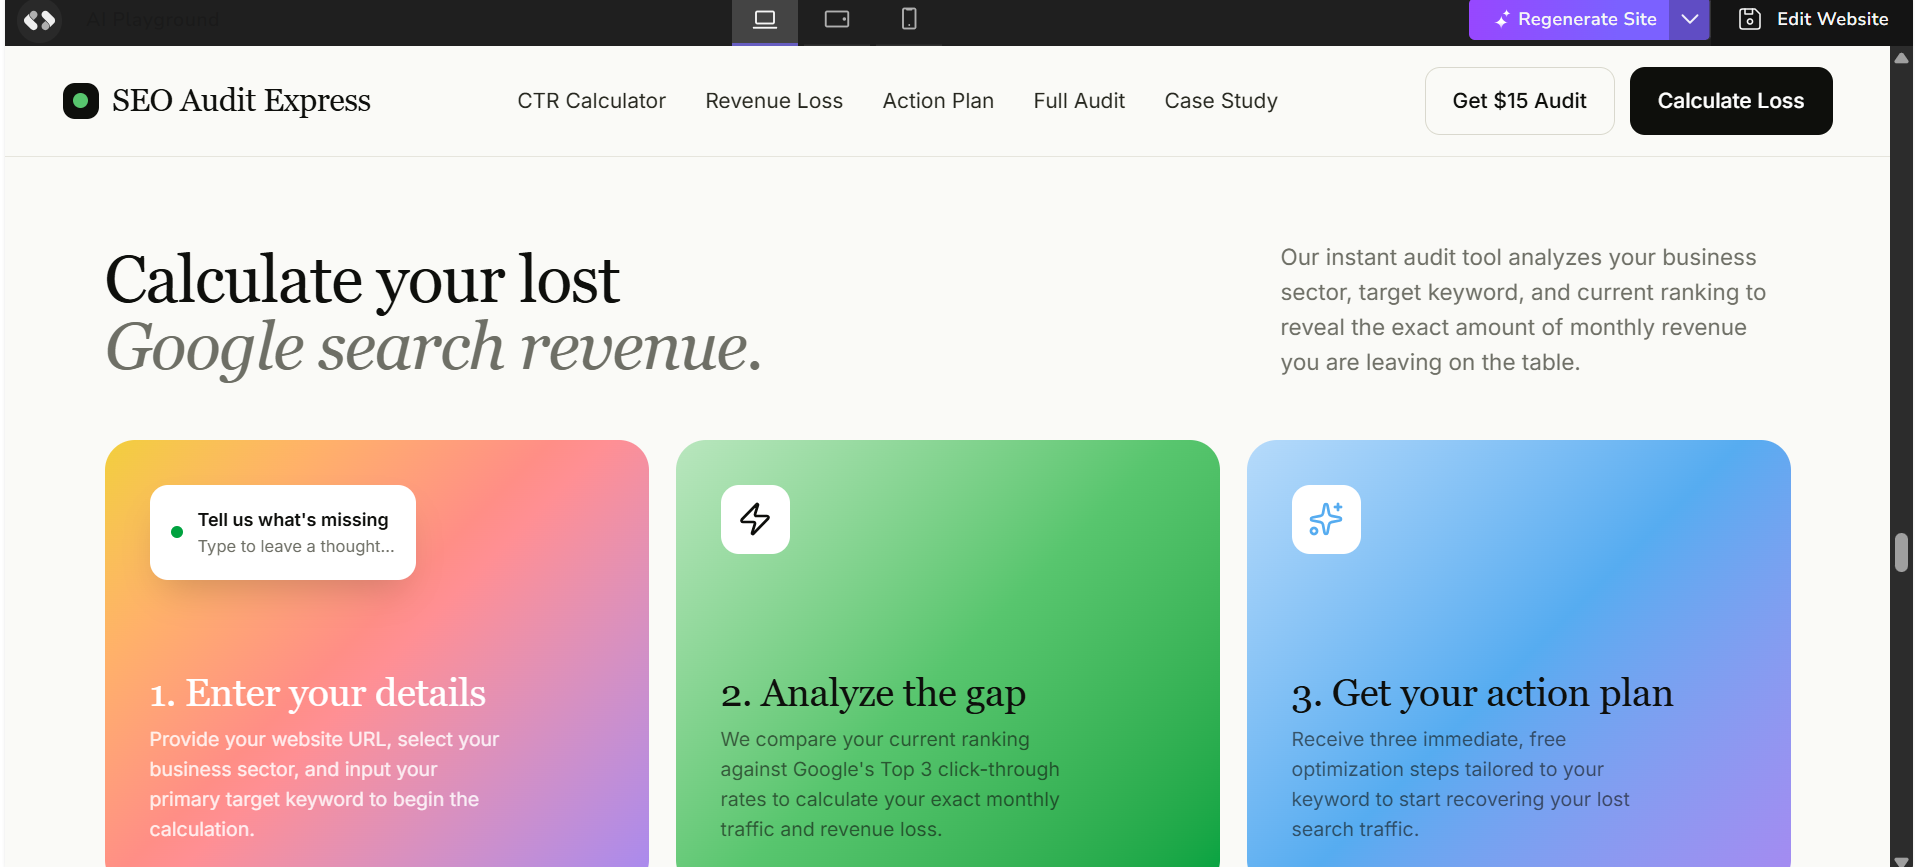 AI Playground
Regenerate Site
Edit Website
SEO Audit Express
CTR Calculator
Revenue Loss
Action Plan
Full Audit
Case Study
Get $15 Audit
Calculate Loss
Calculate your lost
Google search revenue.
Our instant audit tool analyzes your business
sector, target keyword, and current ranking to
reveal the exact amount of monthly revenue
you are leaving on the table.
Tell us what's missing
Type to leave a thought...
1. Enter your details
Provide your website URL, select your
business sector, and input your
primary target keyword to begin the
calculation.
2. Analyze the gap
We compare your current ranking
against Google's Top 3 click-through
rates to calculate your exact monthly
traffic and revenue loss.
3. Get your action plan
Receive three immediate, free
optimization steps tailored to your
keyword to start recovering your lost
search traffic.